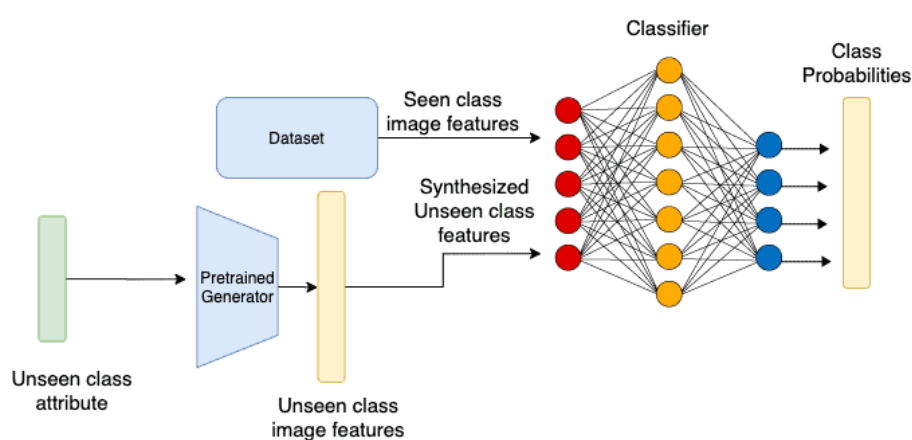 Classifier
Class
Probabilities
Seen class
image features
Dataset
Synthesized
Unseen class
features
Pretrained
Generator
Unseen class
attribute
Unseen class
image features